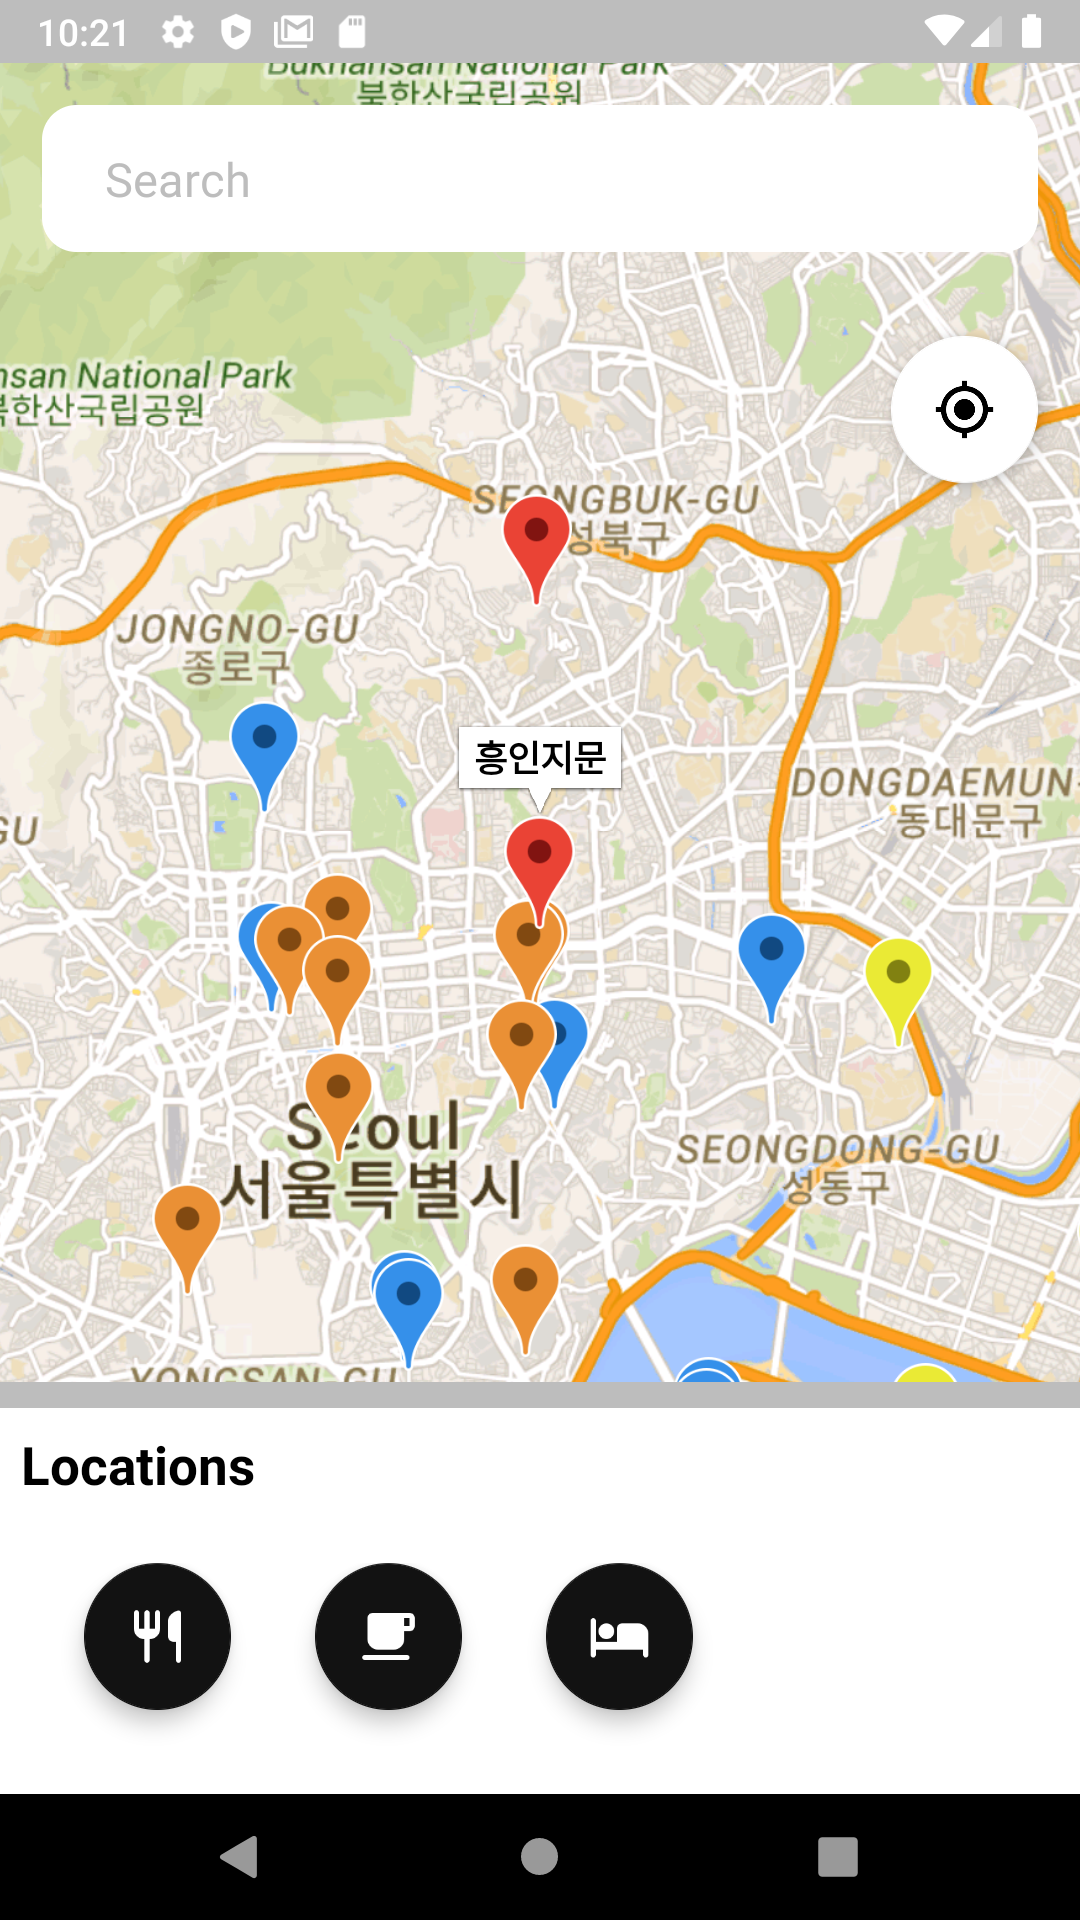 10:21
Bukhansan National Park
북한산국립공원
Search
nsan National Park
북한산국립공원
SEONGBUK-GU
성북구
JONGNO-GU
종로구
흥인지문
DONGDAEMUN-
동대문구
GU
Seoul
서울특별시
SEONGDONG-GU
성동구
YONGSAN-GU
Locations